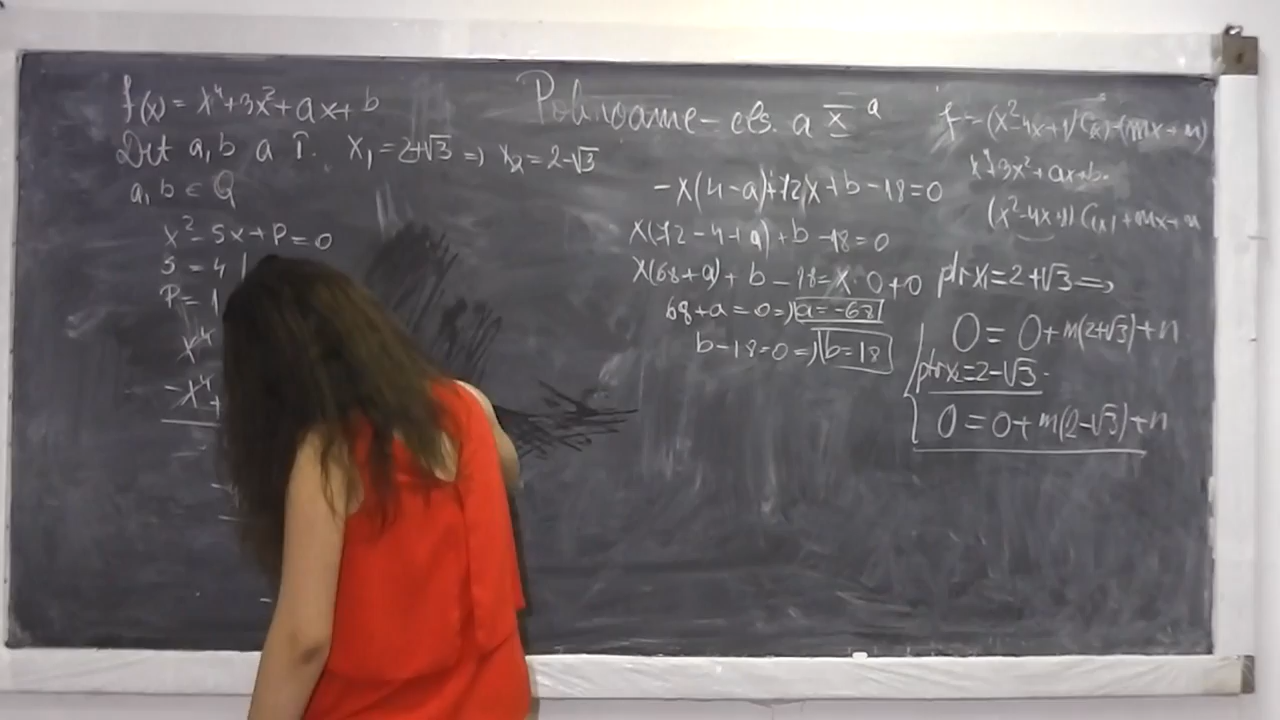 Polinoame - cls. a X a
f(x) = x⁴+3x²+ax+b
Det a, b a î. x₁=2+√3 => x₂=2-√3
a, b ∈ Q
x²-Sx+P=0
S = 4
P = 1
x⁴
-x⁴+
-x(4-a)+72x+b-18=0
x(72-4+a)+b-18=0
x(68+a)+b-18=x·0+0
68+a=0=>a=-68
b-18=0=>b=18
f=(x²-4x+1)C(x)+(mx+n)
x⁴+3x²+ax+b.
(x²-4x+1)C(x)+mx+n
ptr x₁=2+√3=>
0=0+m(2+√3)+n
ptr x₂=2-√3.
0=0+m(2-√3)+n